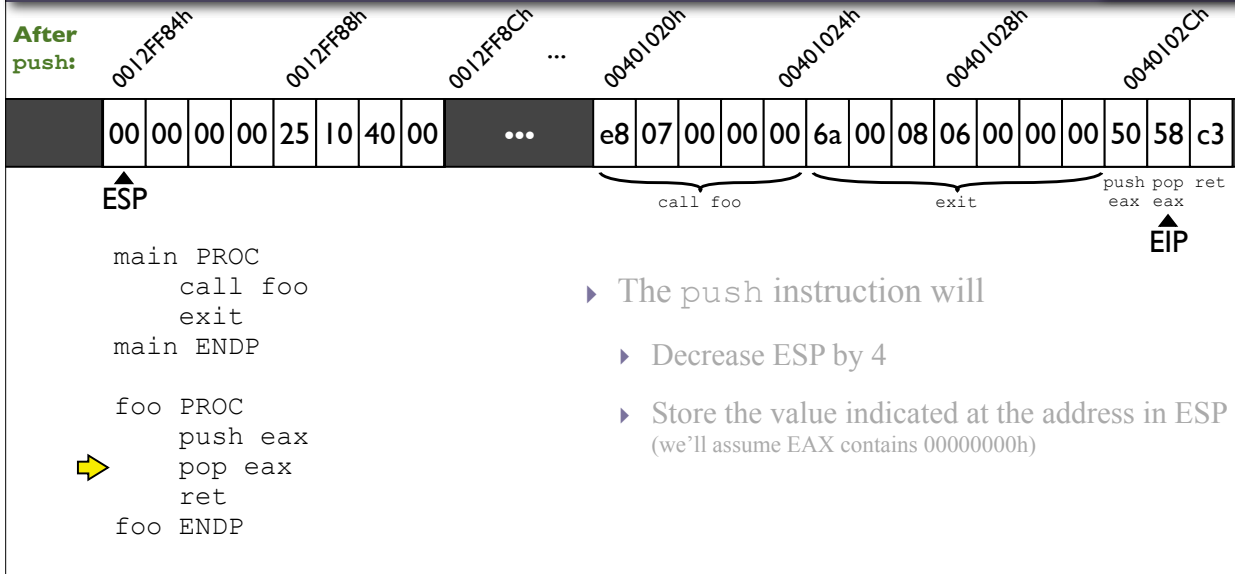 After
push:
0012FF84h 0012FF88h 0012FF8Ch ... 00401020h 00401024h 00401028h 0040102Ch
00 00 00 00 25 10 40 00 ... e8 07 00 00 00 6a 00 08 06 00 00 00 50 58 c3
call foo exit push pop ret
eax eax
ESP EIP
main PROC
call foo
exit
main ENDP
foo PROC
push eax
pop eax
ret
foo ENDP
The push instruction will
Decrease ESP by 4
Store the value indicated at the address in ESP
(we'll assume EAX contains 00000000h)